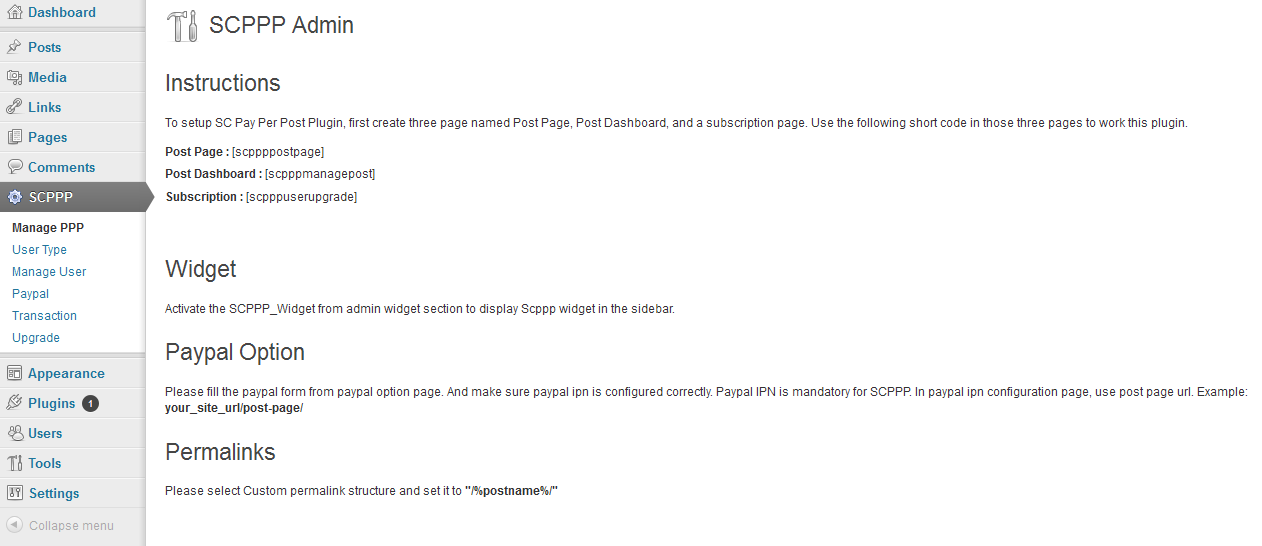 Dashboard
Posts
Media
Links
Pages
Comments
SCPPP
Manage PPP
User Type
Manage User
Paypal
Transaction
Upgrade
Appearance
Plugins 1
Users
Tools
Settings
Collapse menu
SCPPP Admin
Instructions
To setup SC Pay Per Post Plugin, first create three page named Post Page, Post Dashboard, and a subscription page. Use the following short code in those three pages to work this plugin.
Post Page : [scppppostpage]
Post Dashboard : [scpppmanagepost]
Subscription : [scpppuserupgrade]
Widget
Activate the SCPPP_Widget from admin widget section to display Scppp widget in the sidebar.
Paypal Option
Please fill the paypal form from paypal option page. And make sure paypal ipn is configured correctly. Paypal IPN is mandatory for SCPPP. In paypal ipn configuration page, use post page url. Example:
your_site_url/post-page/
Permalinks
Please select Custom permalink structure and set it to "/%postname%/"